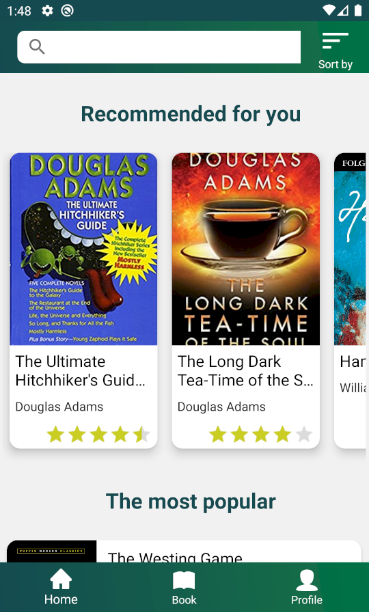 1:48
Sort by
Recommended for you
DOUGLAS
ADAMS
THE ULTIMATE
HITCHHIKER'S
GUIDE
The Complete
Hitchhiker Series
Including the
New Bestseller
MOSTLY
HARMLESS
FIVE COMPLETE NOVELS
The Hitchhiker's Guide
to the Galaxy
The Restaurant at the End
of the Universe
Life, the Universe and Everything
So Long, and Thanks for All the Fish
Mostly Harmless
Plus Bonus Story—Young Zaphod Plays it Safe
The Ultimate
Hitchhiker's Guid...
Douglas Adams
DOUGLAS
ADAMS
THE
LONG DARK
TEA-TIME
OF THE SOUL
The Long Dark
Tea-Time of the S...
Douglas Adams
FOLG
Ha
Har
Willia
The most popular
PUFFIN MODERN CLASSICS
The Westing Game
Home
Book
Profile